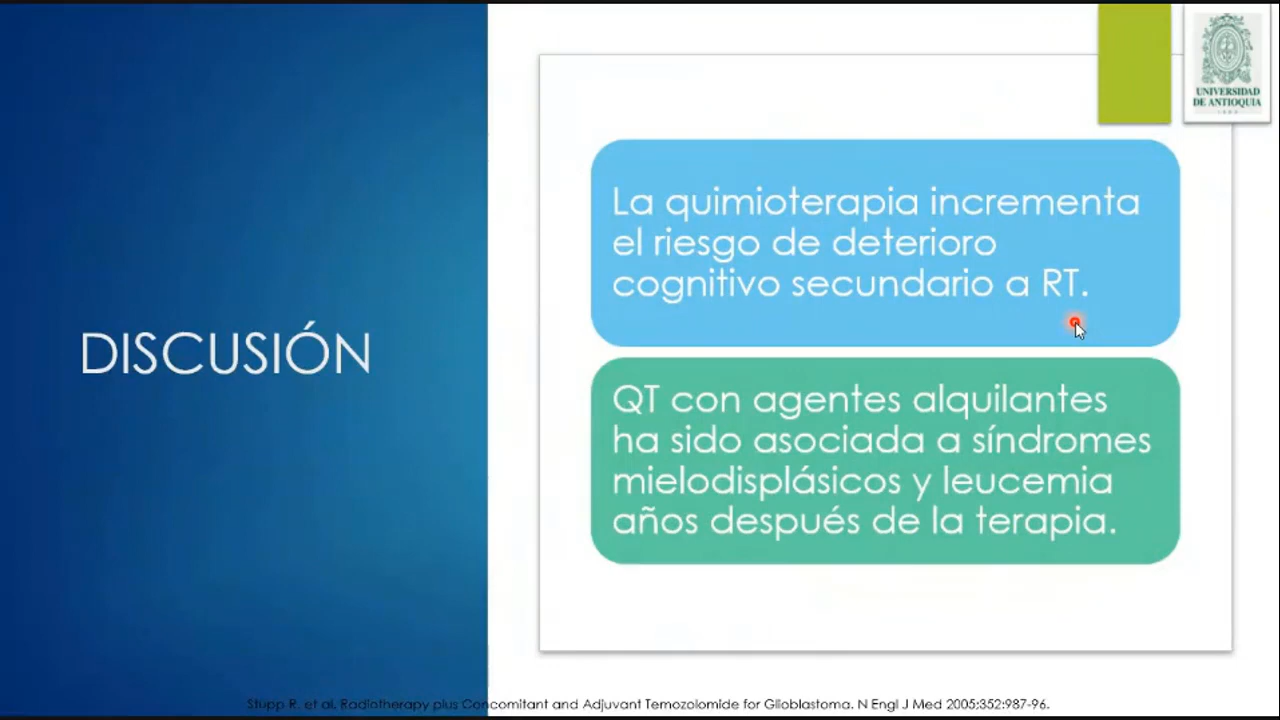 UNIVERSIDAD
DE ANTIOQUIA
DISCUSIÓN
La quimioterapia incrementa
el riesgo de deterioro
cognitivo secundario a RT.
QT con agentes alquilantes
ha sido asociada a síndromes
mielodisplásicos y leucemia
años después de la terapia.
Stupp R. et al. Radiotherapy plus Concomitant and Adjuvant Temozolomide for Glioblastoma. N Engl J Med 2005;352:987-96.